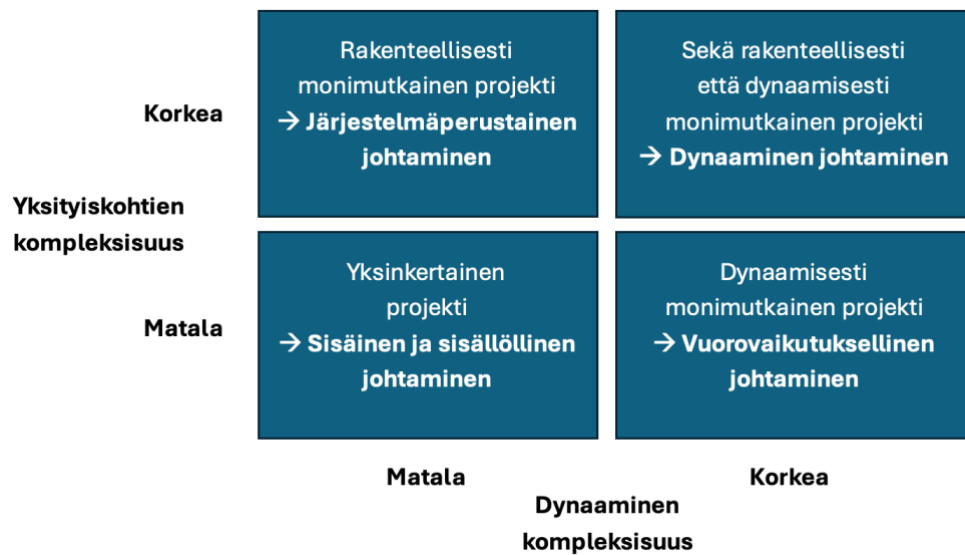 Rakenteellisesti
monimutkainen projekti
→ Järjestelmäperustainen
johtaminen
Sekä rakenteellisesti
että dynaamisesti
monimutkainen projekti
→ Dynaaminen johtaminen
Korkea
Yksityiskohtien
kompleksisuus
Yksinkertainen
projekti
→ Sisäinen ja sisällöllinen
johtaminen
Dynaamisesti
monimutkainen projekti
→ Vuorovaikutuksellinen
johtaminen
Matala
Matala
Korkea
Dynaaminen
kompleksisuus